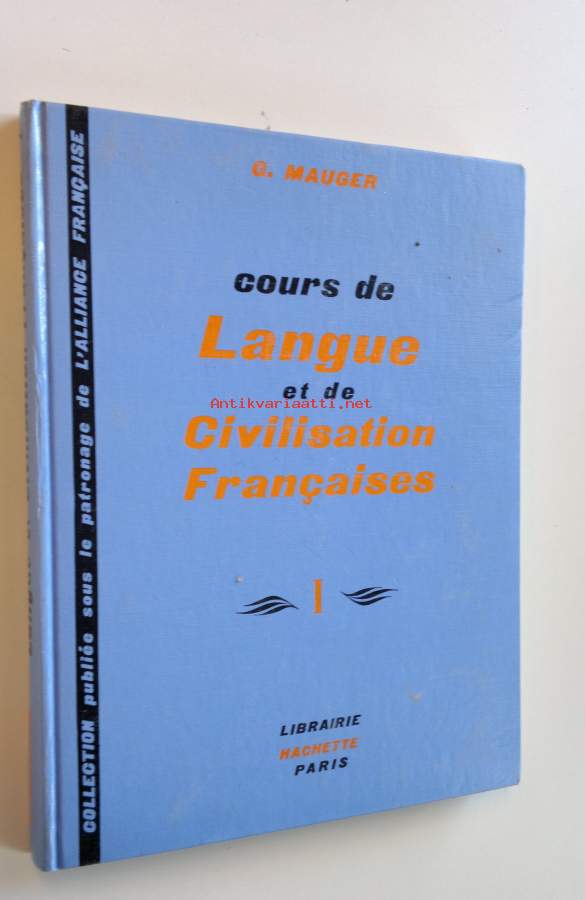 COLLECTION publiée sous le patronage de L'ALLIANCE FRANÇAISE
G. MAUGER
cours de
Langue
et de
Antikvariaatti.net
Civilisation
Françaises
I
LIBRAIRIE
HACHETTE
PARIS